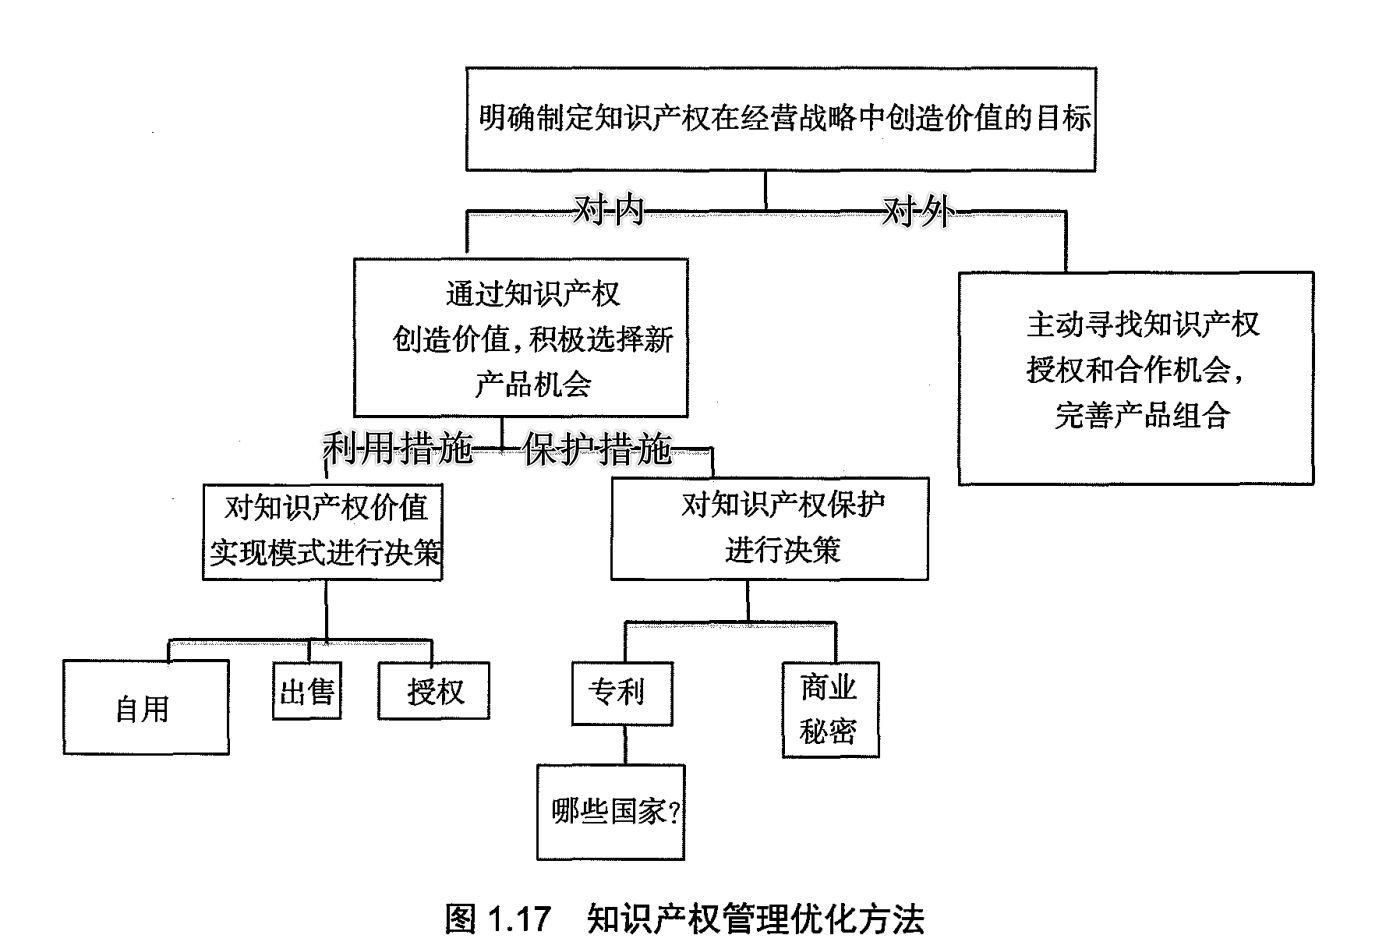 明确制定知识产权在经营战略中创造价值的目标
对内
对外
通过知识产权
创造价值,积极选择新
产品机会
主动寻找知识产权
授权和合作机会,
完善产品组合
利用措施
保护措施
对知识产权价值
实现模式进行决策
对知识产权保护
进行决策
自用
出售
授权
专利
商业
秘密
哪些国家?
图 1.17 知识产权管理优化方法